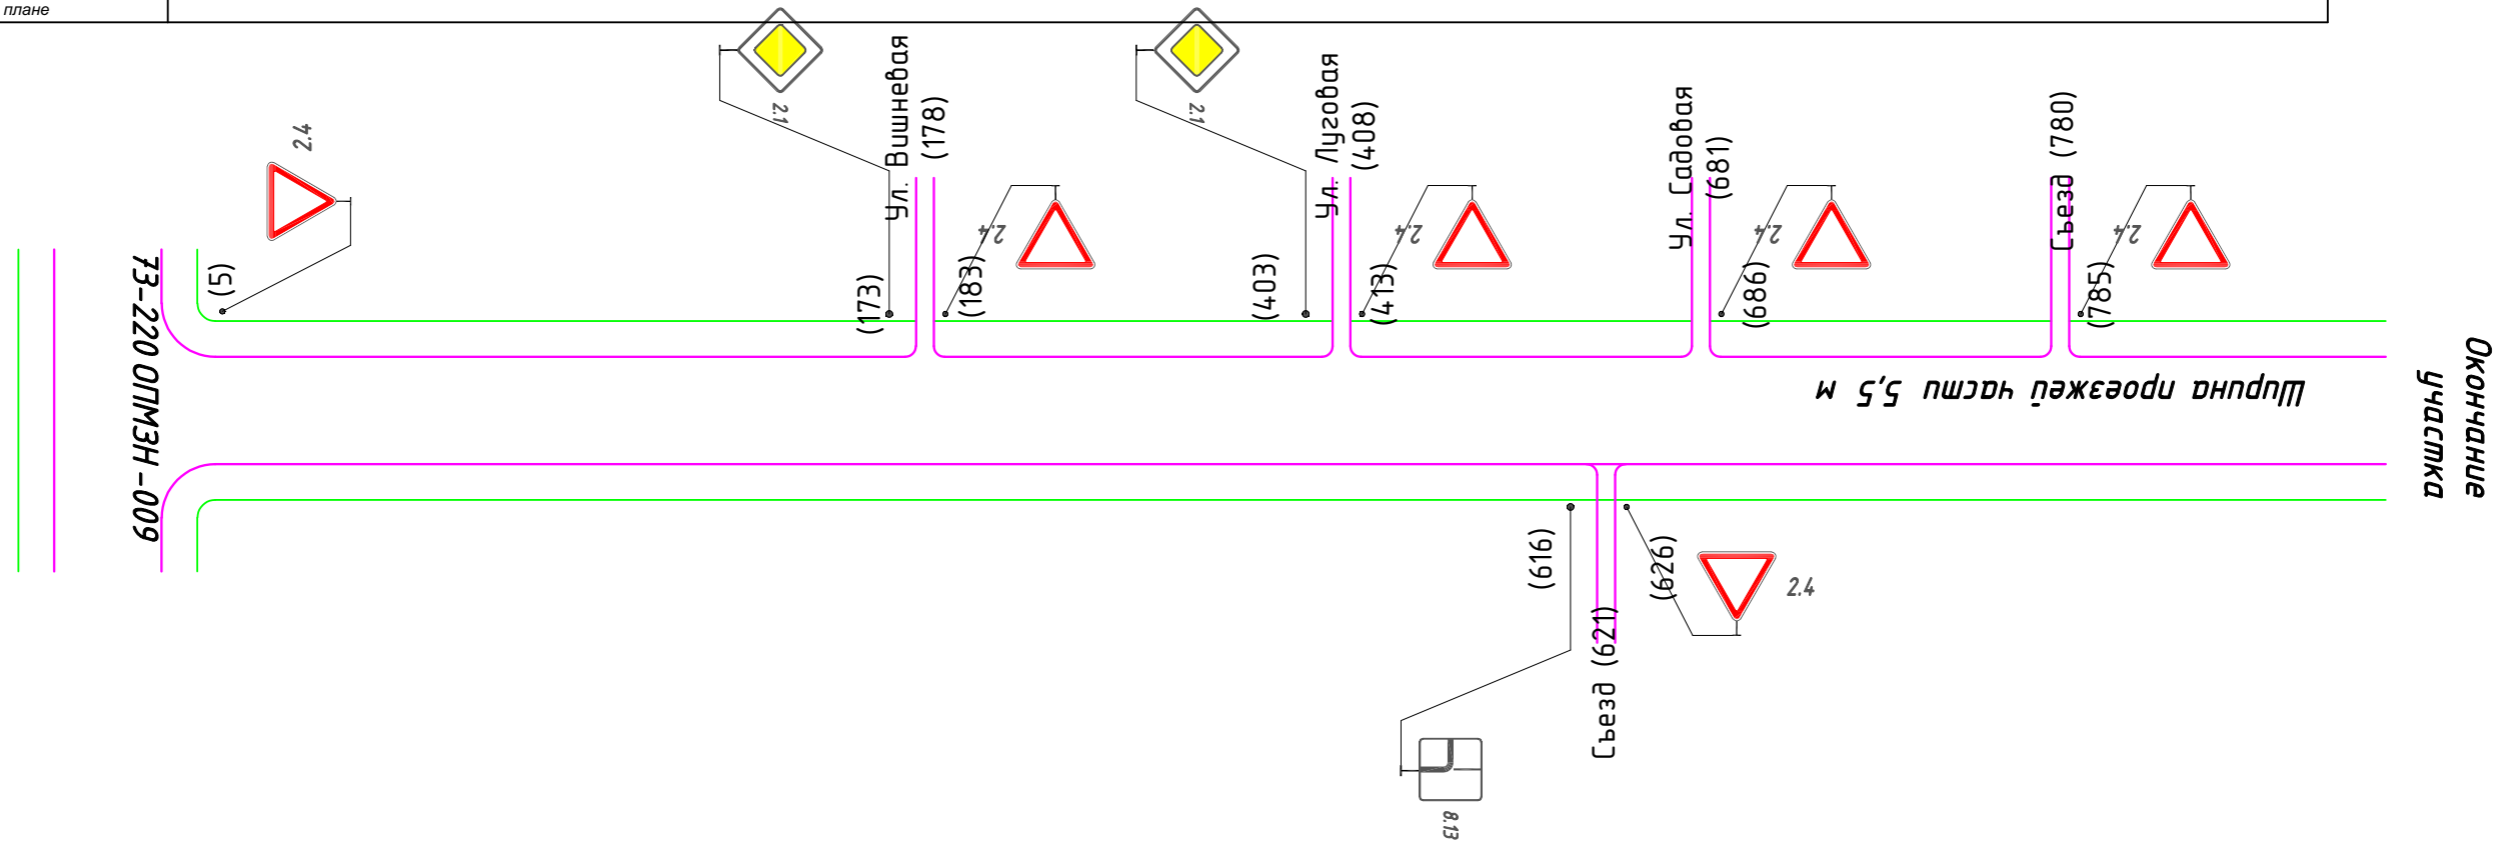 плане
2.1
2.1
Ул. Вишневая
(178)
Ул. Луговая
(408)
Ул. Садовая
(681)
Съезд (780)
2.4
2.4
2.4
2.4
2.4
(5)
(173)
(183)
(403)
(413)
(686)
(785)
73-220 ОПМЗН-009
Ширина проезжей части 5,5 м
Окончание
участка
(616)
(626)
2.4
Съезд (621)
8.13